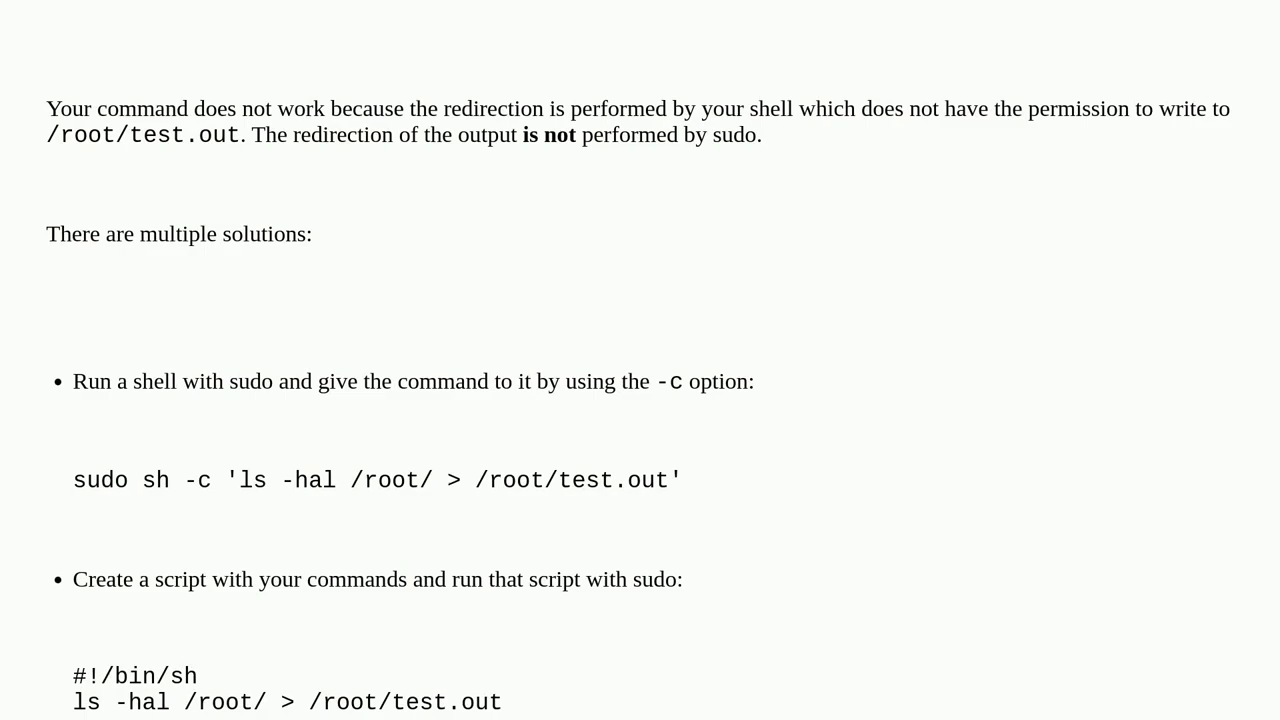 Your command does not work because the redirection is performed by your shell which does not have the permission to write to
/root/test.out. The redirection of the output is not performed by sudo.
There are multiple solutions:
• Run a shell with sudo and give the command to it by using the -c option:
sudo sh -c 'ls -hal /root/ > /root/test.out'
• Create a script with your commands and run that script with sudo:
#!/bin/sh
ls -hal /root/ > /root/test.out